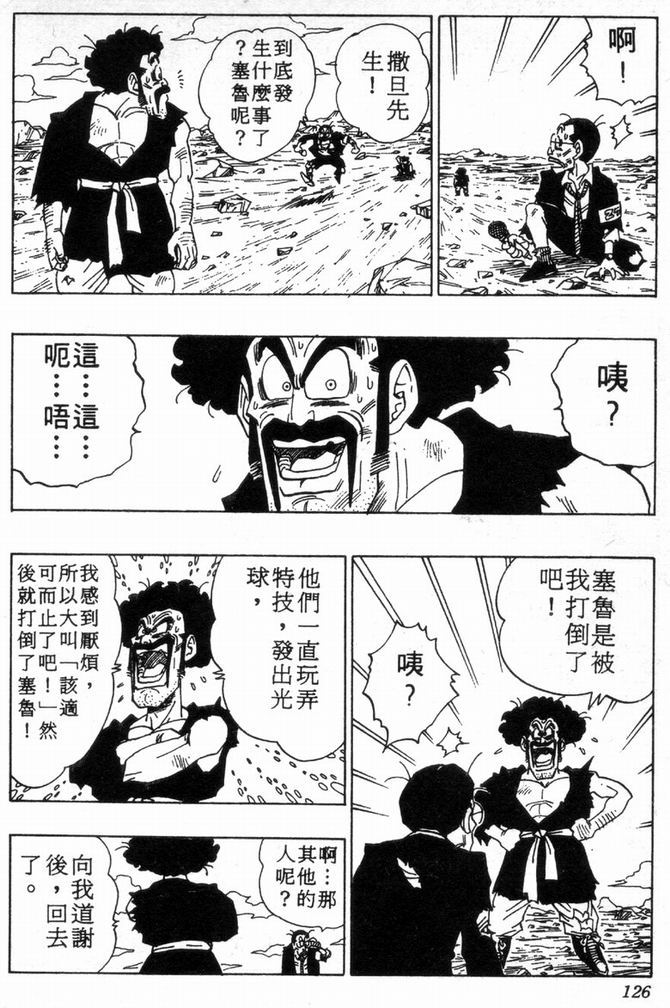 啊！
撒旦先
生！
到底發
生什麼事了
？塞魯呢？
咦？
這…這…
呃…唔…
塞魯是被
我打倒了
吧！
咦？
他們一直玩弄
特技，發出光
球，
我感到厭煩，
所以大叫「該適
可而止了吧！」然
後就打倒了塞魯！
啊…那
其他的
人呢？
向我道謝
後，回去
了。
126